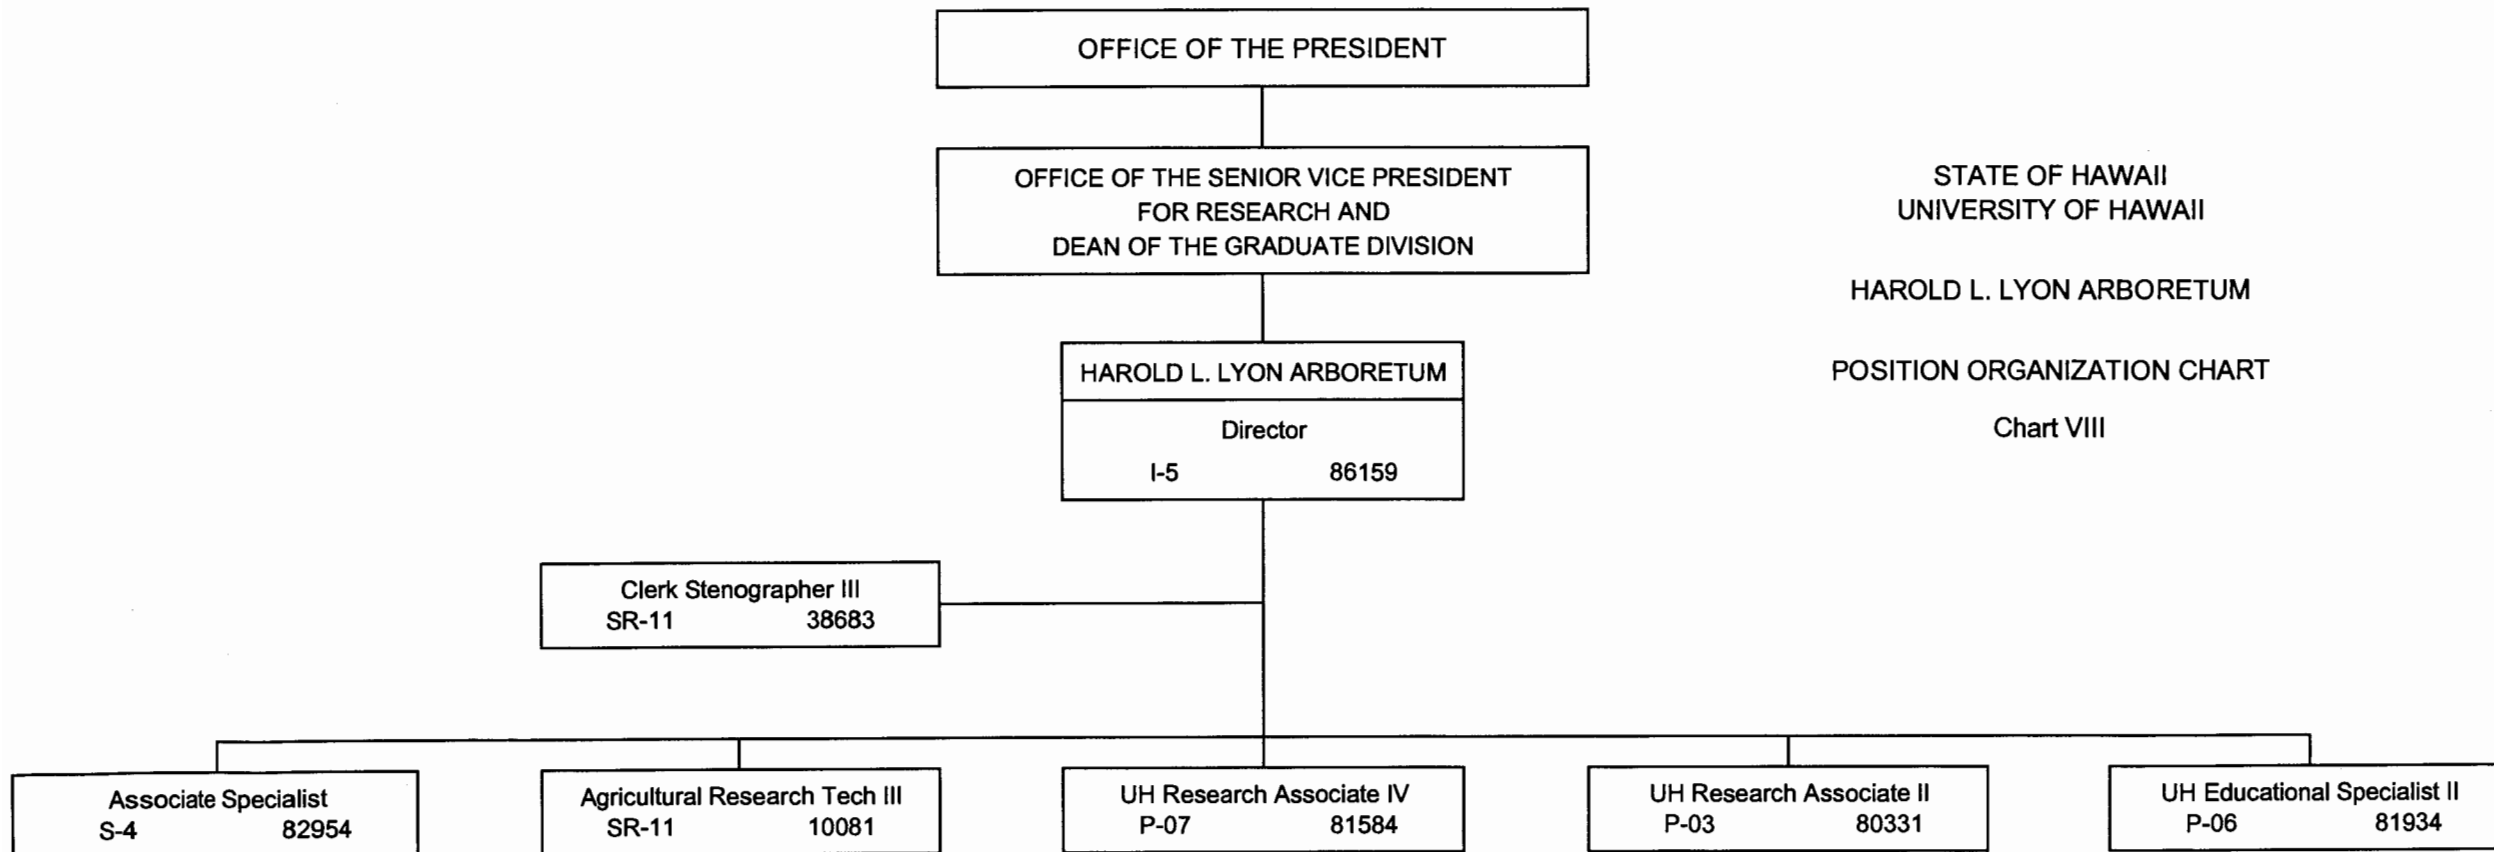 OFFICE OF THE PRESIDENT
OFFICE OF THE SENIOR VICE PRESIDENT
FOR RESEARCH AND
DEAN OF THE GRADUATE DIVISION
STATE OF HAWAII
UNIVERSITY OF HAWAII
HAROLD L. LYON ARBORETUM
POSITION ORGANIZATION CHART
Chart VIII
HAROLD L. LYON ARBORETUM
Director
I-5 86159
Clerk Stenographer III
SR-11 38683
Associate Specialist
S-4 82954
Agricultural Research Tech III
SR-11 10081
UH Research Associate IV
P-07 81584
UH Research Associate II
P-03 80331
UH Educational Specialist II
P-06 81934